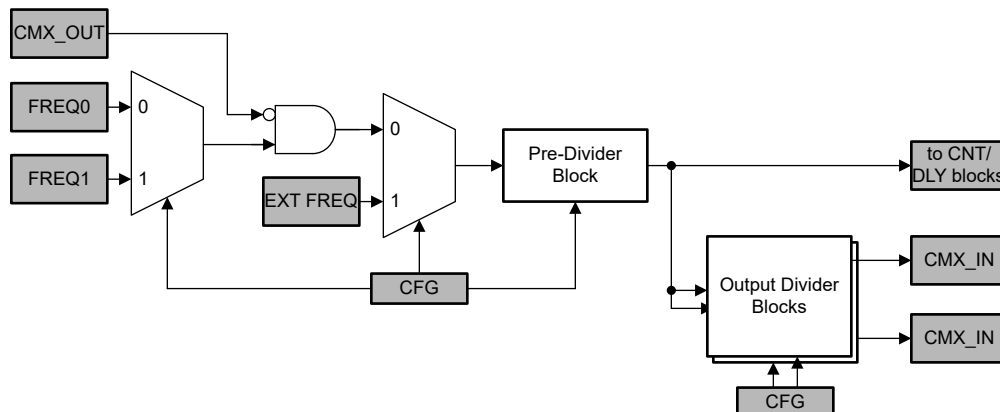 CMX_OUT
FREQ0
0
FREQ1
1
0
EXT FREQ
1
Pre-Divider
Block
to CNT/
DLY blocks
CFG
Output Divider
Blocks
CMX_IN
CMX_IN
CFG